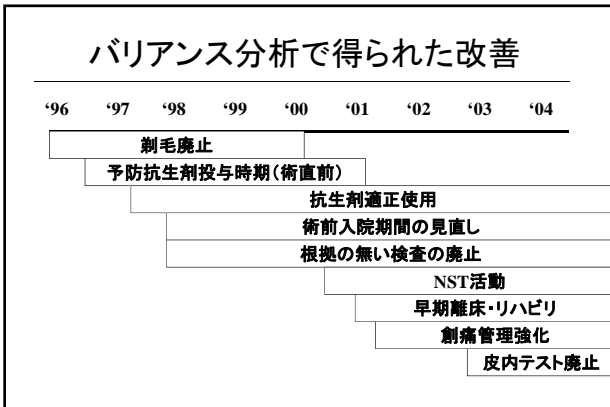 バリアンス分析で得られた改善
‘96 ‘97 ‘98 ‘99 ‘00 ‘01 ‘02 ‘03 ‘04
剃毛廃止
予防抗生剤投与時期(術直前)
抗生剤適正使用
術前入院期間の見直し
根拠の無い検査の廃止
NST活動
早期離床・リハビリ
創痛管理強化
皮内テスト廃止